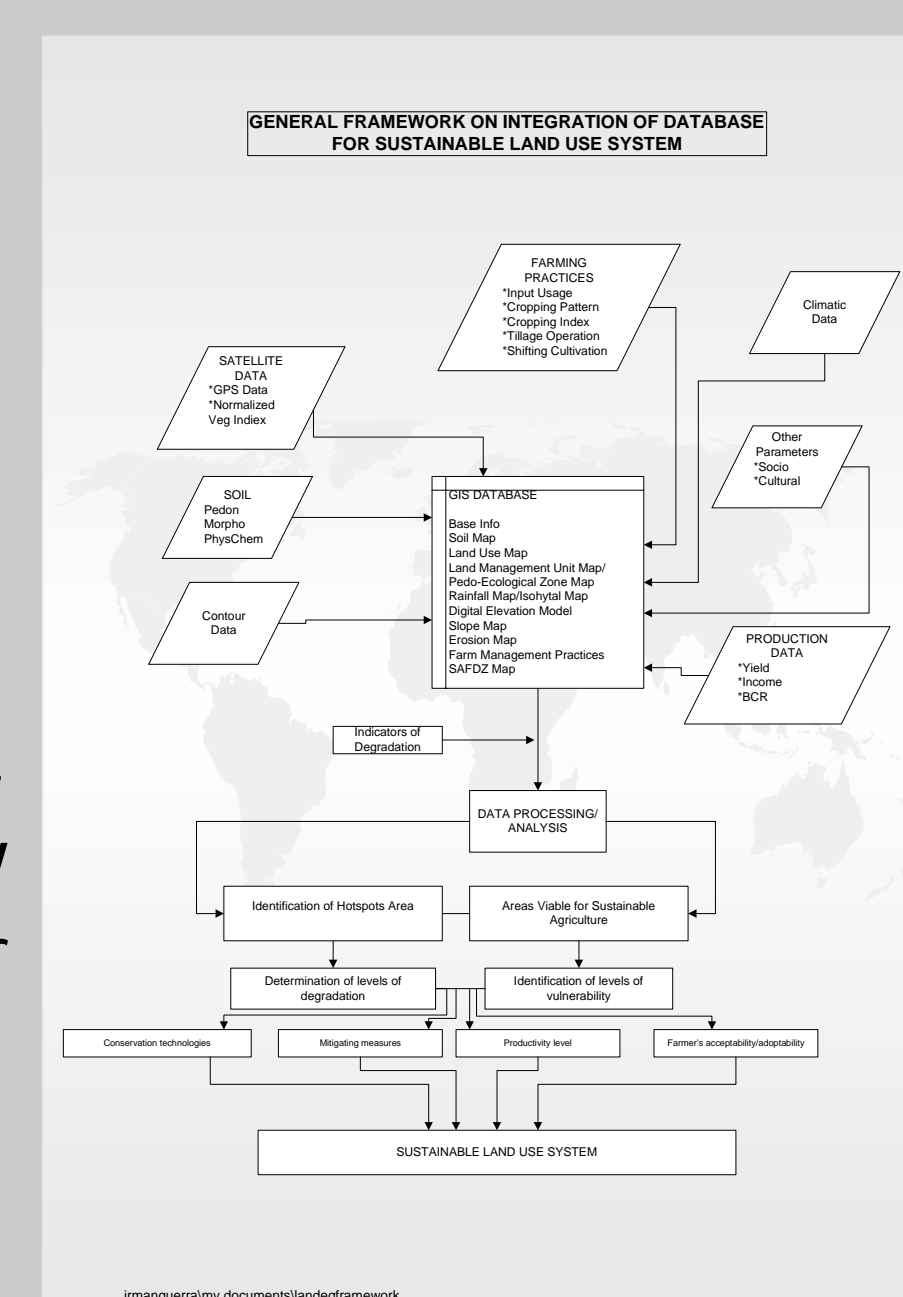 GENERAL FRAMEWORK ON INTEGRATION OF DATABASE
FOR SUSTAINABLE LAND USE SYSTEM
FARMING
PRACTICES
*Input Usage
*Cropping Pattern
*Cropping Index
*Tillage Operation
*Shifting Cultivation
Climatic
Data
SATELLITE
DATA
*GPS Data
*Normalized
Veg Indiex
Other
Parameters
*Socio
*Cultural
SOIL
Pedon
Morpho
PhysChem
GIS DATABASE
Base Info
Soil Map
Land Use Map
Land Management Unit Map/
Pedo-Ecological Zone Map
Rainfall Map/Isohytal Map
Digital Elevation Model
Slope Map
Erosion Map
Farm Management Practices
SAFDZ Map
Contour
Data
PRODUCTION
DATA
*Yield
*Income
*BCR
Indicators of
Degradation
DATA PROCESSING/
ANALYSIS
Identification of Hotspots Area
Areas Viable for Sustainable
Agriculture
Determination of levels of
degradation
Identification of levels of
vulnerability
Conservation technologies
Mitigating measures
Productivity level
Farmer's acceptability/adoptability
SUSTAINABLE LAND USE SYSTEM
irmanguerra\my documents\landegframework